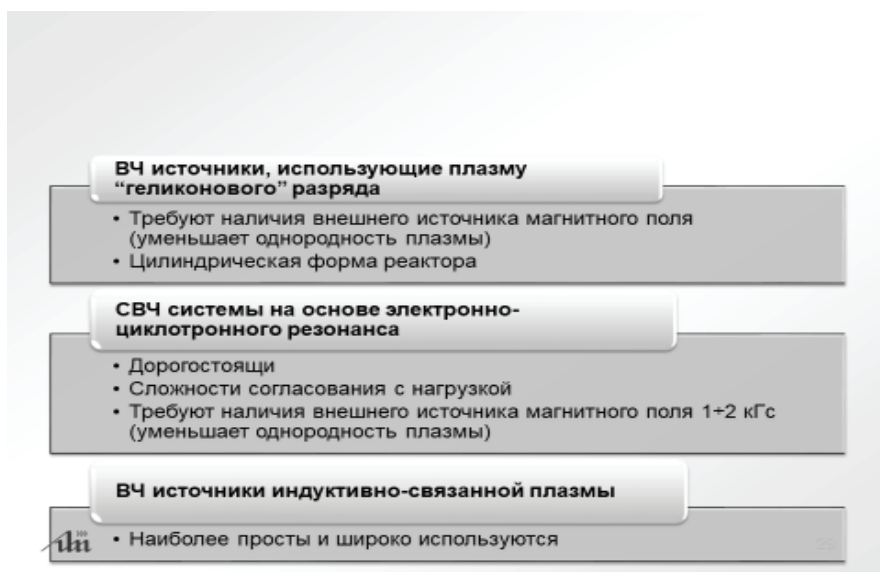 ВЧ источники, использующие плазму
“геликонового” разряда
• Требуют наличия внешнего источника магнитного поля
(уменьшает однородность плазмы)
• Цилиндрическая форма реактора
СВЧ системы на основе электронно-
циклотронного резонанса
• Дорогостоящи
• Сложности согласования с нагрузкой
• Требуют наличия внешнего источника магнитного поля 1÷2 кГс
(уменьшает однородность плазмы)
ВЧ источники индуктивно-связанной плазмы
• Наиболее просты и широко используются